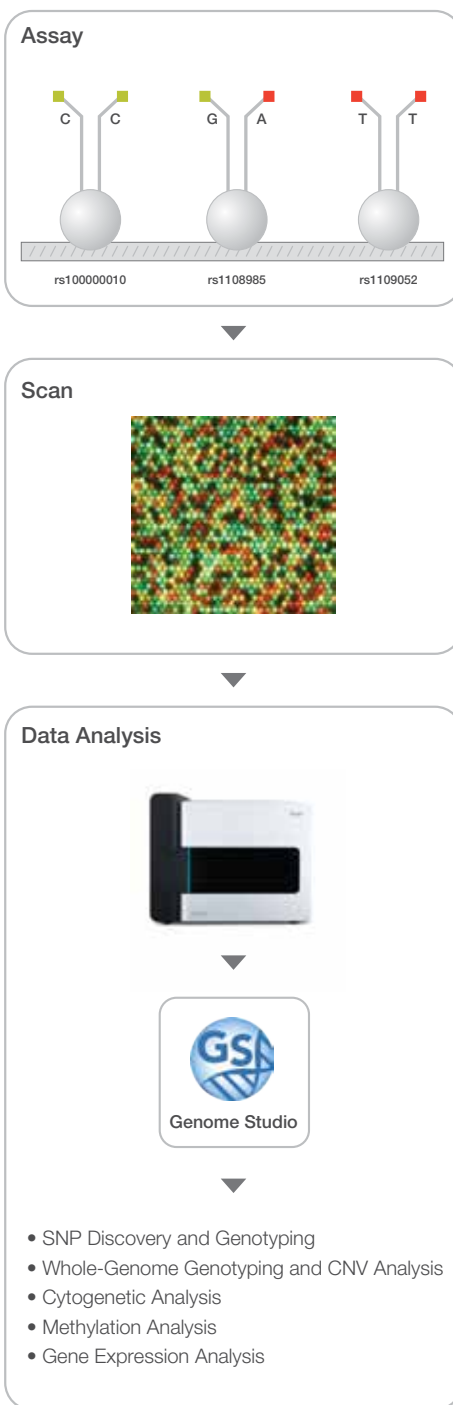 Assay
C C G A T T
rs100000010 rs1108985 rs1109052
Scan
Data Analysis
GS
Genome Studio
• SNP Discovery and Genotyping
• Whole-Genome Genotyping and CNV Analysis
• Cytogenetic Analysis
• Methylation Analysis
• Gene Expression Analysis